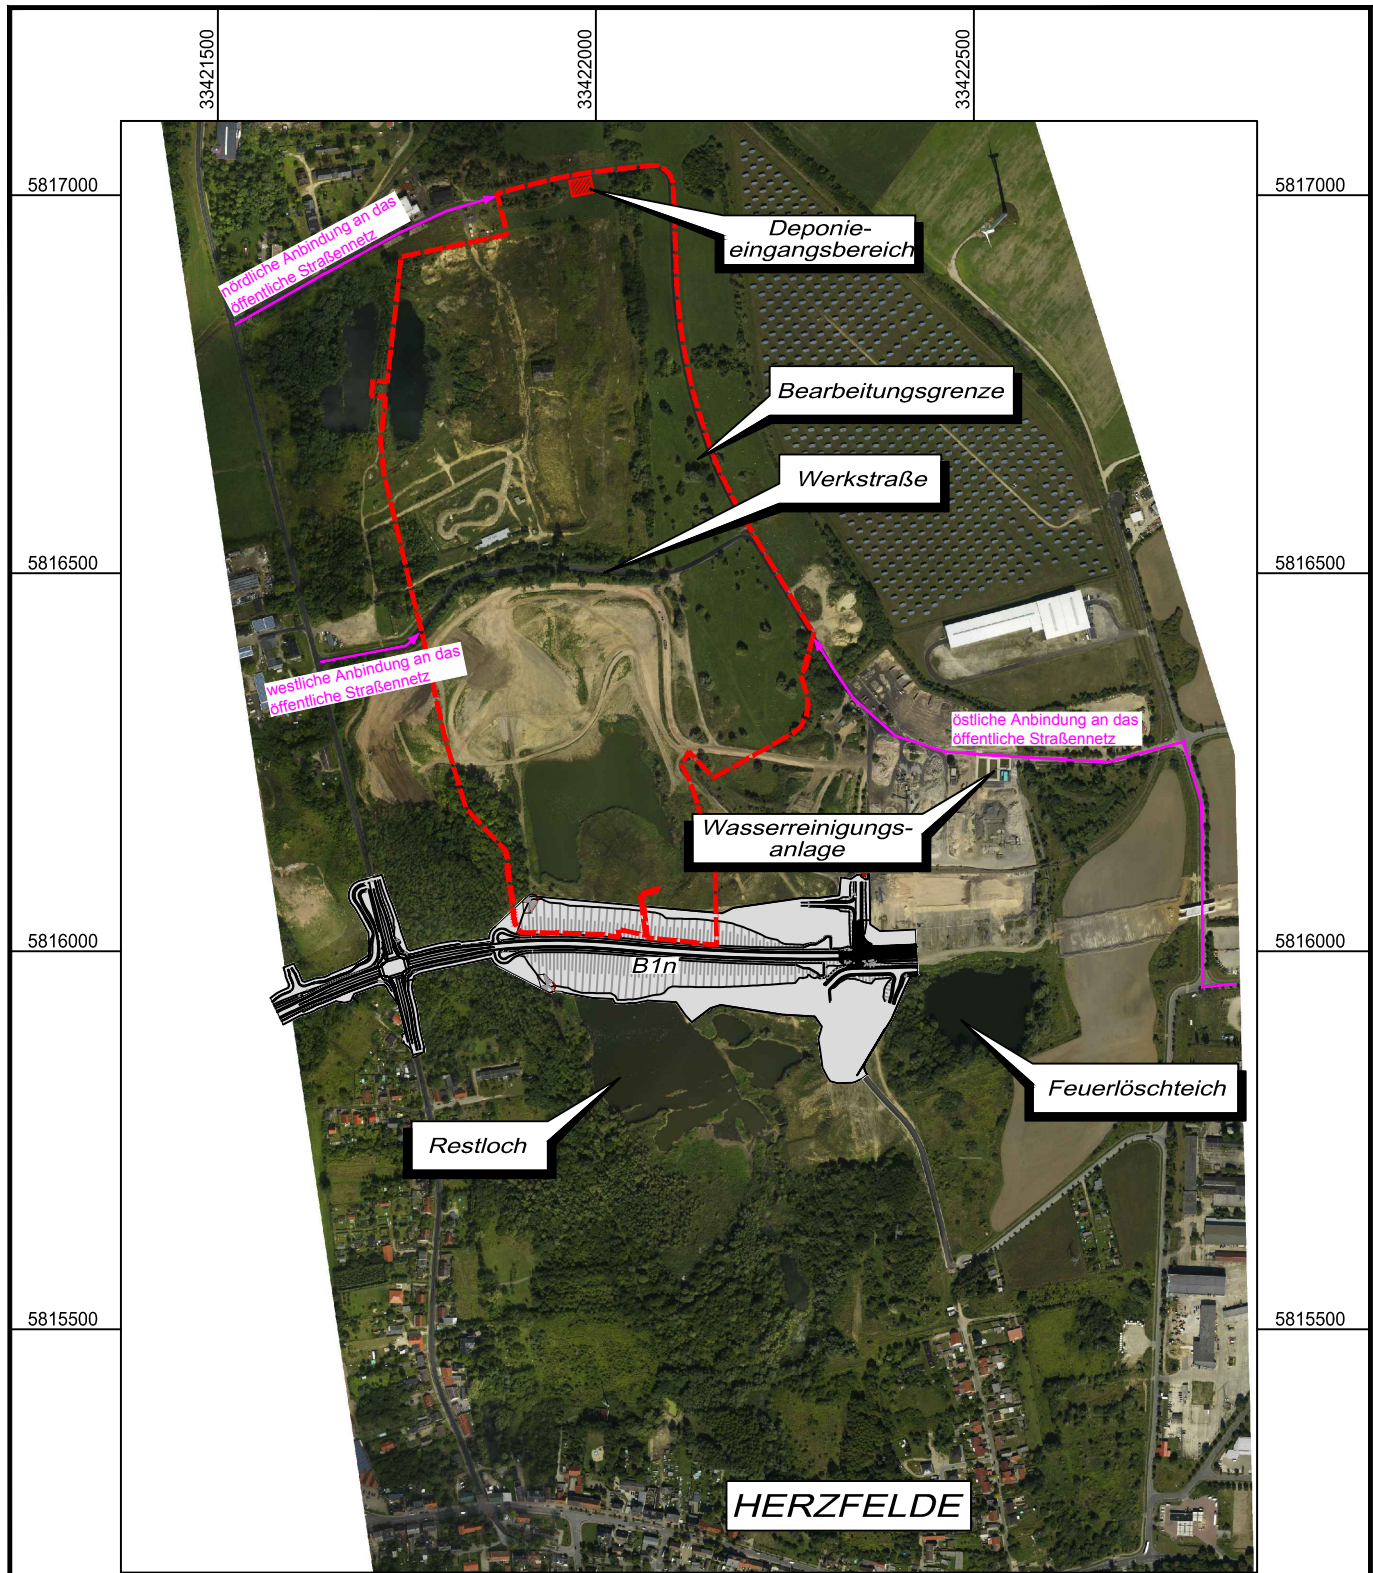 33421500
33422000
33422500
5817000
5817000
nördliche Anbindung an das
öffentliche Straßennetz
Deponie-
eingangsbereich
Bearbeitungsgrenze
Werkstraße
5816500
5816500
westliche Anbindung an das
öffentliche Straßennetz
östliche Anbindung an das
öffentliche Straßennetz
Wasserreinigungs-
anlage
5816000
5816000
B1n
Feuerlöschteich
Restloch
5815500
5815500
HERZFELDE